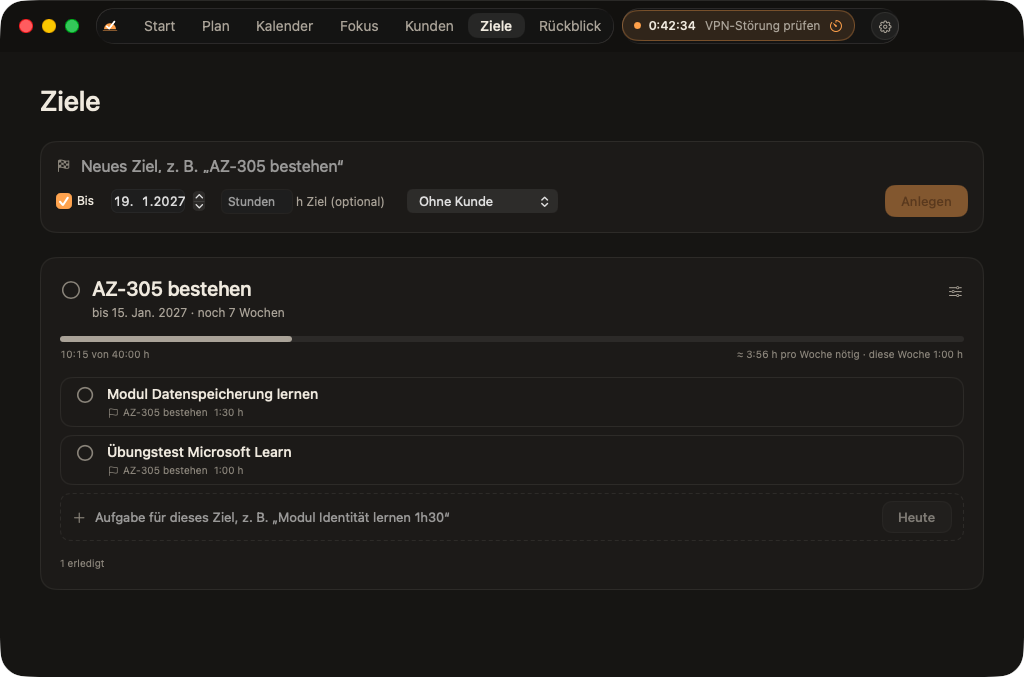 Start Plan Kalender Fokus Kunden Ziele Rückblick 0:42:34 VPN-Störung prüfen
Ziele
Neues Ziel, z. B. „AZ-305 bestehen“
Bis 19. 1.2027 Stunden h Ziel (optional) Ohne Kunde Anlegen
AZ-305 bestehen
bis 15. Jan. 2027 · noch 7 Wochen
10:15 von 40:00 h ≈ 3:56 h pro Woche nötig · diese Woche 1:00 h
Modul Datenspeicherung lernen
AZ-305 bestehen 1:30 h
Übungstest Microsoft Learn
AZ-305 bestehen 1:00 h
Aufgabe für dieses Ziel, z. B. „Modul Identität lernen 1h30“ Heute
1 erledigt